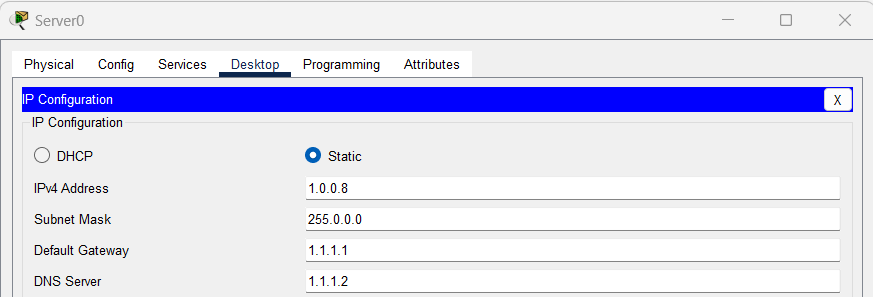 Server0
Physical Config Services Desktop Programming Attributes
IP Configuration X
IP Configuration
DHCP Static
IPv4 Address 1.0.0.8
Subnet Mask 255.0.0.0
Default Gateway 1.1.1.1
DNS Server 1.1.1.2